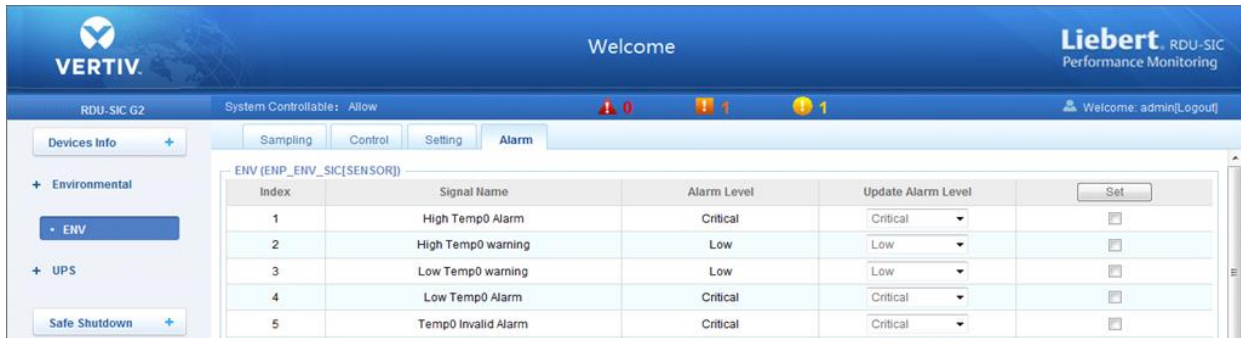 VERTIV.
Welcome
Liebert. RDU-SIC
Performance Monitoring
RDU-SIC G2
System Controllable: Allow
0
1
1
Welcome: admin[Logout]
Devices Info +
Sampling
Control
Setting
Alarm
+ Environmental
• ENV
+ UPS
Safe Shutdown +
ENV (ENP_ENV_SIC[SENSOR])
Index Signal Name Alarm Level Update Alarm Level Set
1 High Temp0 Alarm Critical Critical
2 High Temp0 warning Low Low
3 Low Temp0 warning Low Low
4 Low Temp0 Alarm Critical Critical
5 Temp0 Invalid Alarm Critical Critical